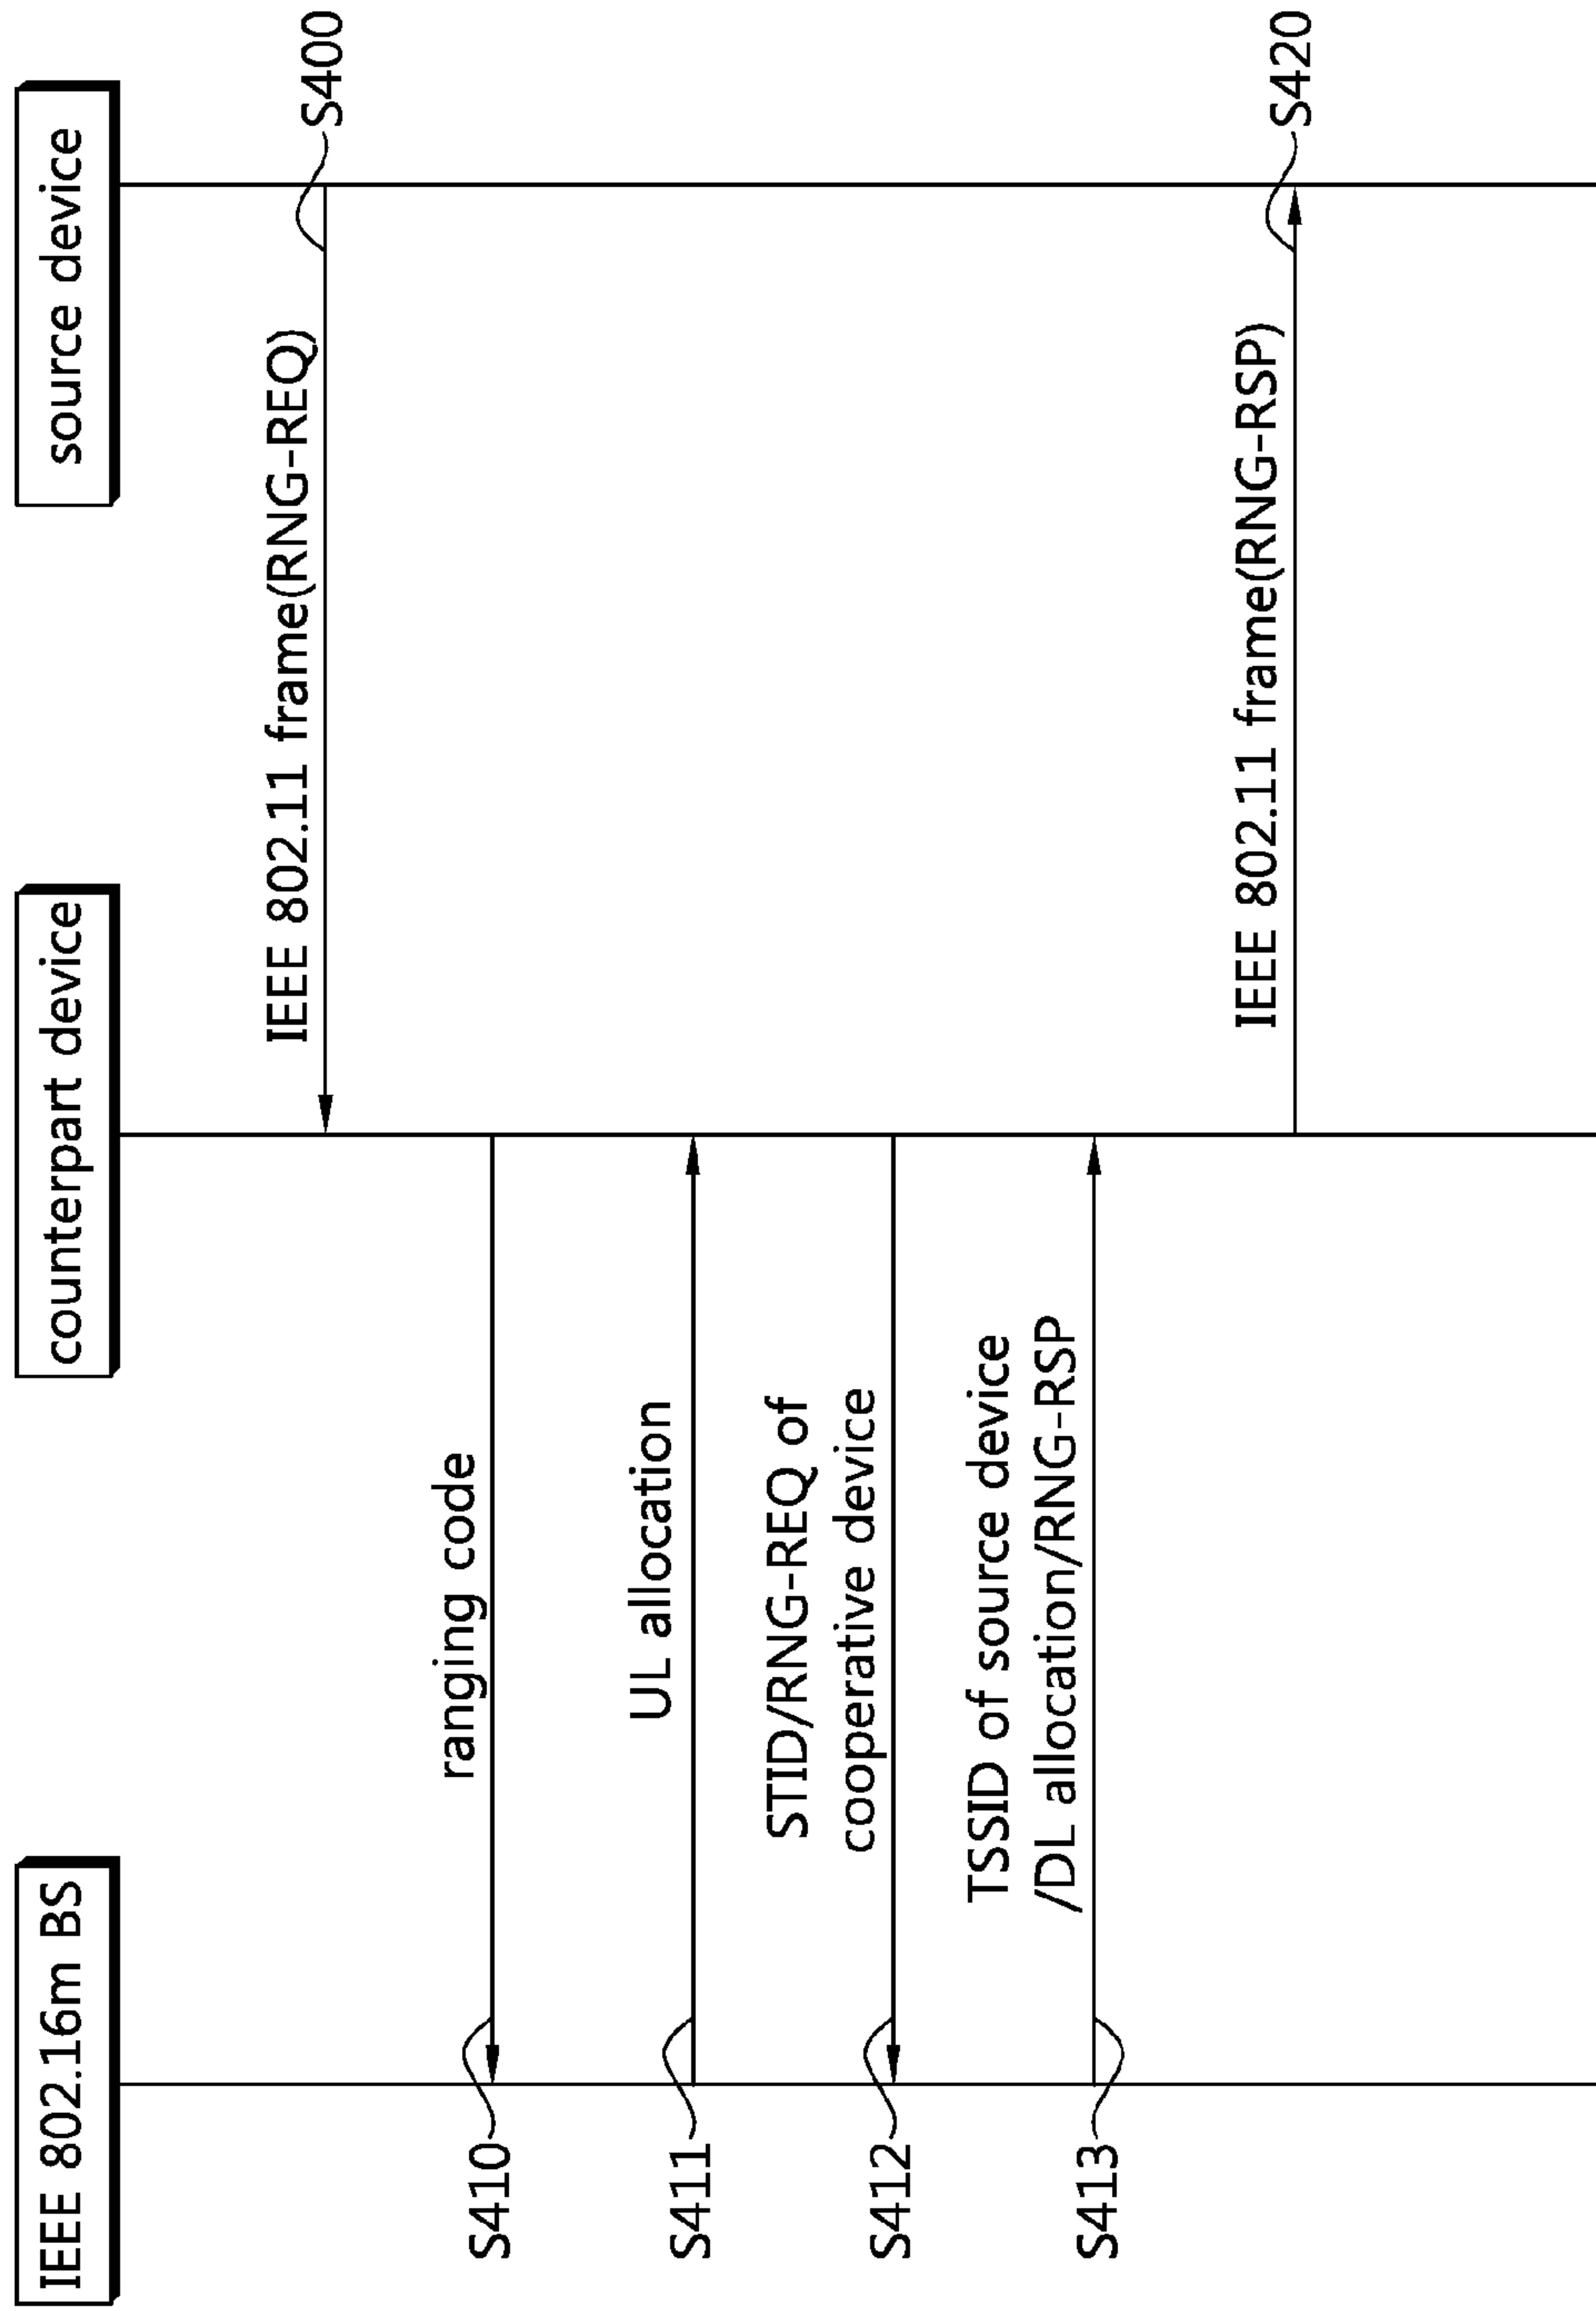 IEEE 802.16m BS
counterpart device
source device
IEEE 802.11 frame(RNG-REQ)
S400
ranging code
S410
UL allocation
S411
STID/RNG-REQ of
cooperative device
S412
TSSID of source device
/DL allocation/RNG-RSP
S413
IEEE 802.11 frame(RNG-RSP)
S420